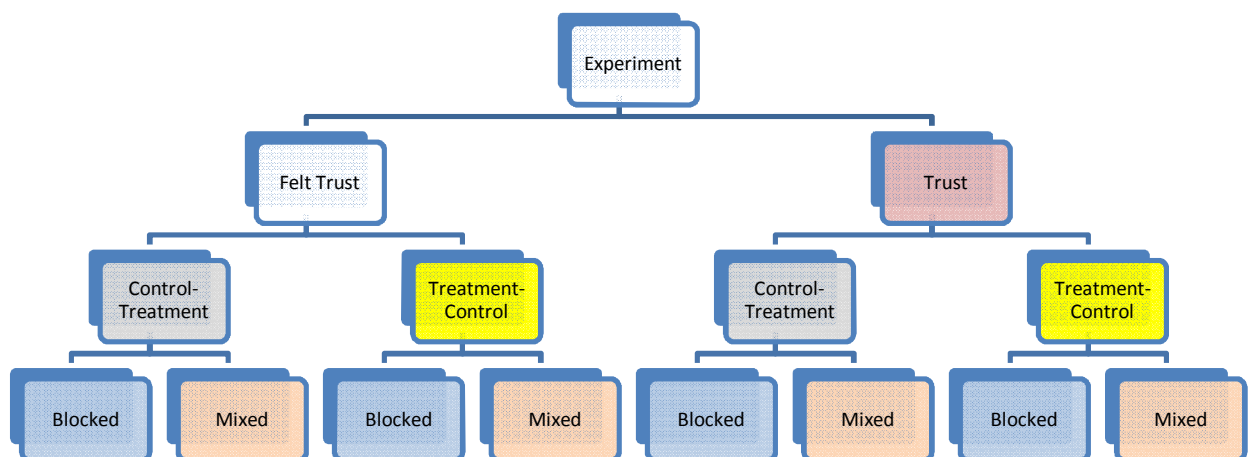 Experiment
Felt Trust
Trust
Control-
Treatment
Treatment-
Control
Control-
Treatment
Treatment-
Control
Blocked
Mixed
Blocked
Mixed
Blocked
Mixed
Blocked
Mixed